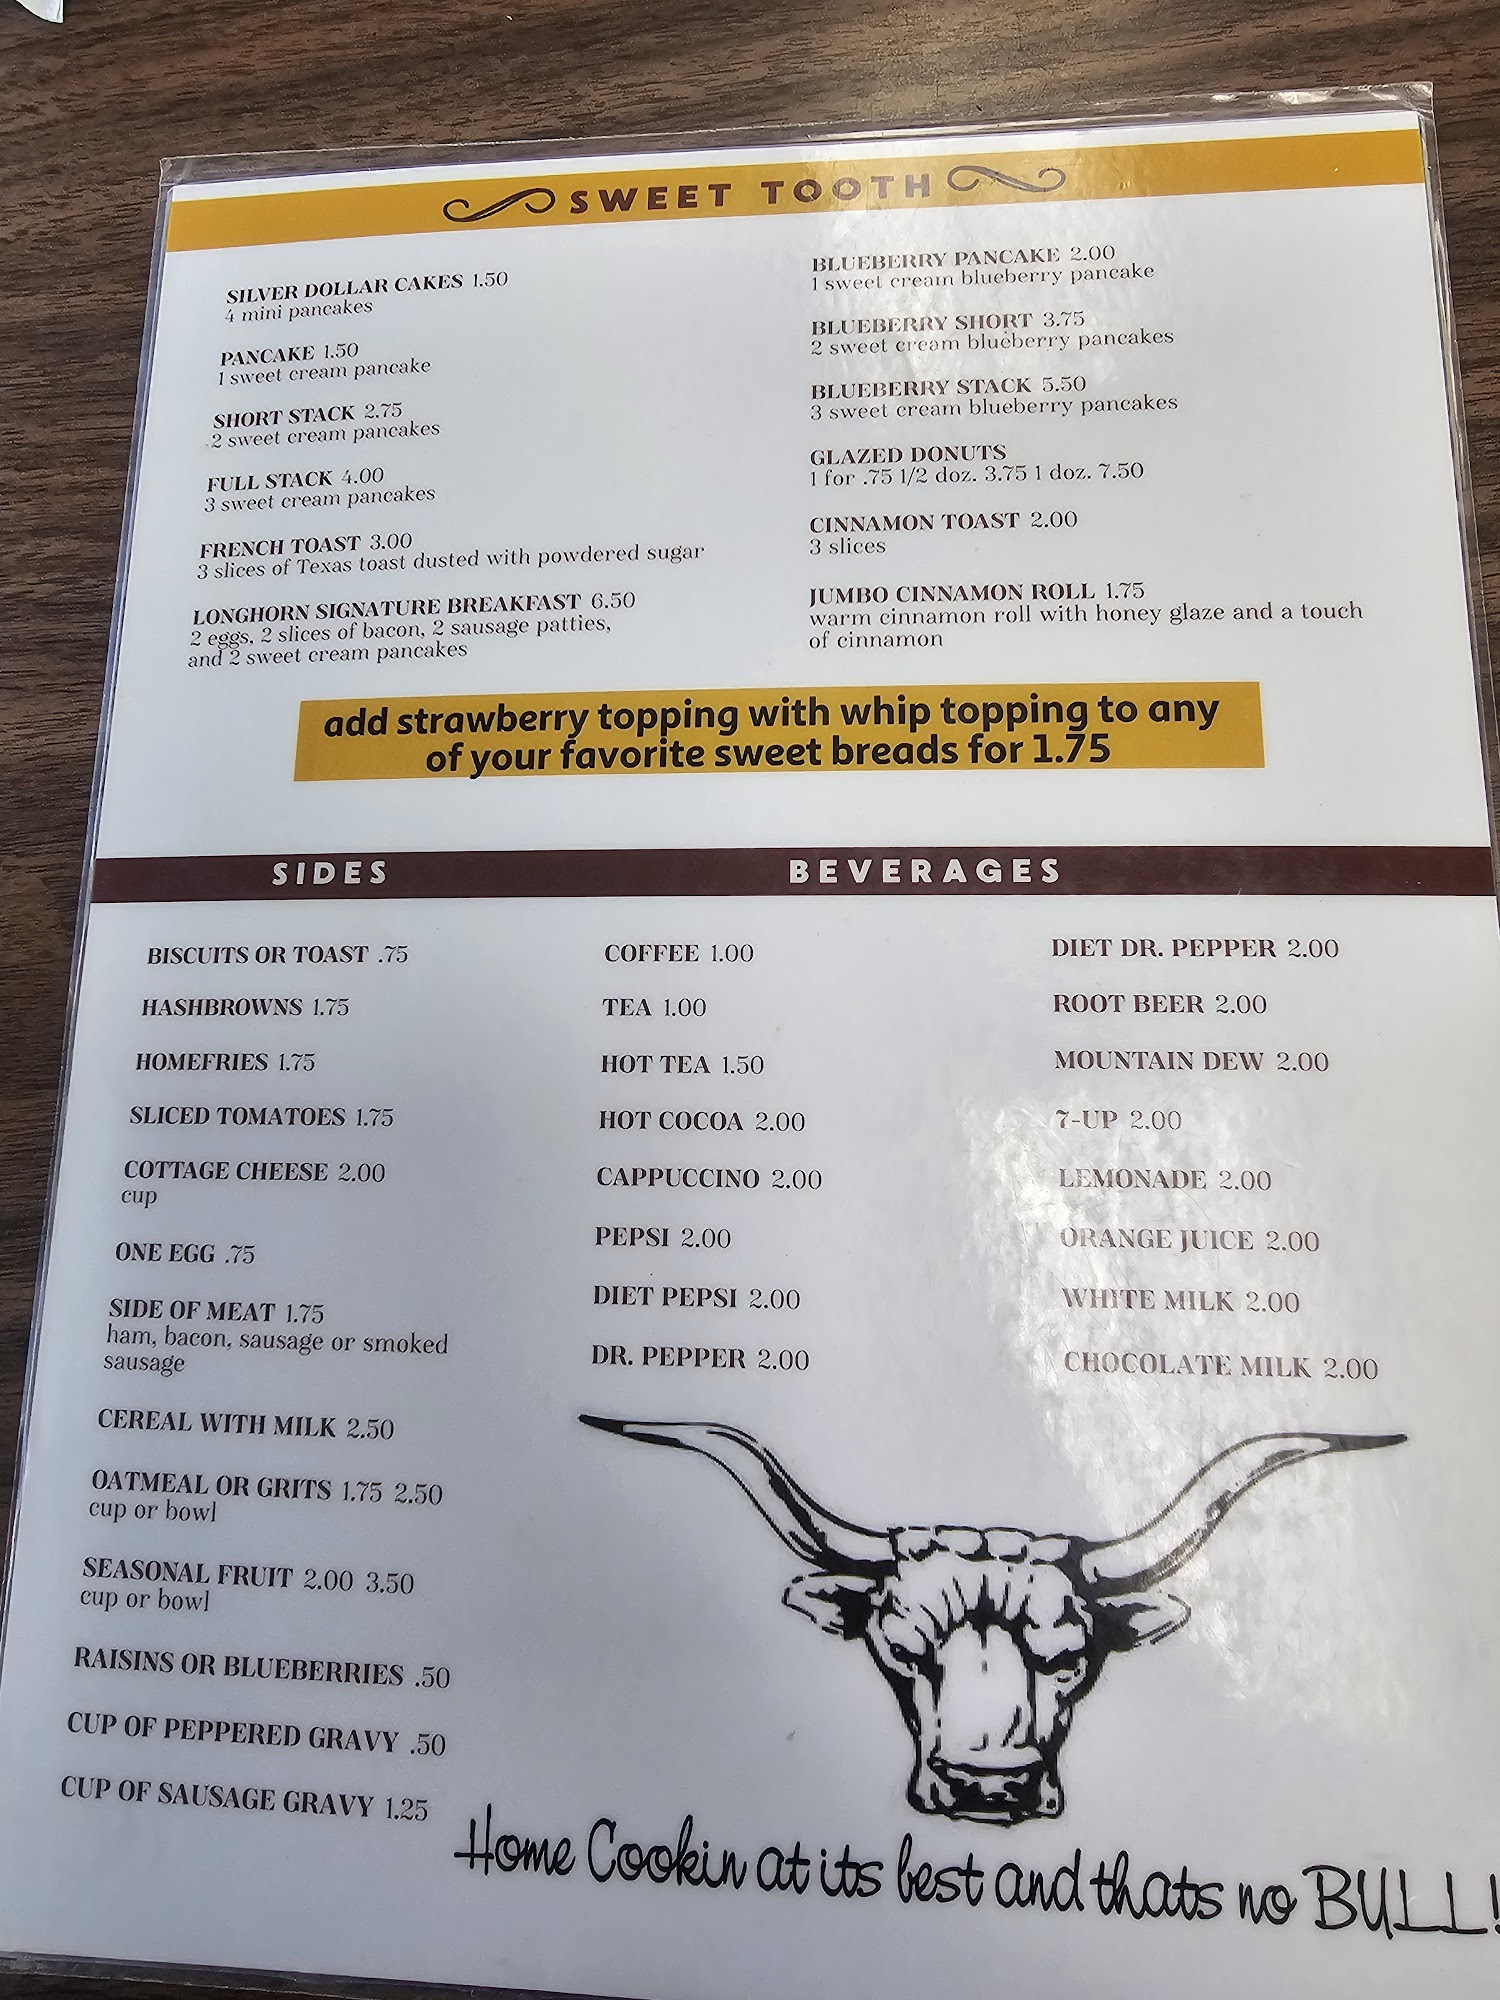 SWEET TOOTH
SILVER DOLLAR CAKES 1.50
4 mini pancakes
PANCAKE 1.50
1 sweet cream pancake
SHORT STACK 2.75
2 sweet cream pancakes
FULL STACK 4.00
3 sweet cream pancakes
FRENCH TOAST 3.00
3 slices of Texas toast dusted with powdered sugar
LONGHORN SIGNATURE BREAKFAST 6.50
2 eggs, 2 slices of bacon, 2 sausage patties,
and 2 sweet cream pancakes
BLUEBERRY PANCAKE 2.00
1 sweet cream blueberry pancake
BLUEBERRY SHORT 3.75
2 sweet cream blueberry pancakes
BLUEBERRY STACK 5.50
3 sweet cream blueberry pancakes
GLAZED DONUTS
1 for .75 1/2 doz. 3.75 1 doz. 7.50
CINNAMON TOAST 2.00
3 slices
JUMBO CINNAMON ROLL 1.75
warm cinnamon roll with honey glaze and a touch
of cinnamon
add strawberry topping with whip topping to any
of your favorite sweet breads for 1.75
SIDES
BISCUITS OR TOAST .75
HASHBROWNS 1.75
HOMEFRIES 1.75
SLICED TOMATOES 1.75
COTTAGE CHEESE 2.00
cup
ONE EGG .75
SIDE OF MEAT 1.75
ham, bacon, sausage or smoked
sausage
CEREAL WITH MILK 2.50
OATMEAL OR GRITS 1.75 2.50
cup or bowl
SEASONAL FRUIT 2.00 3.50
cup or bowl
RAISINS OR BLUEBERRIES .50
CUP OF PEPPERED GRAVY .50
CUP OF SAUSAGE GRAVY 1.25
BEVERAGES
COFFEE 1.00
TEA 1.00
HOT TEA 1.50
HOT COCOA 2.00
CAPPUCCINO 2.00
PEPSI 2.00
DIET PEPSI 2.00
DR. PEPPER 2.00
DIET DR. PEPPER 2.00
ROOT BEER 2.00
MOUNTAIN DEW 2.00
7-UP 2.00
LEMONADE 2.00
ORANGE JUICE 2.00
WHITE MILK 2.00
CHOCOLATE MILK 2.00
Home Cookin at its best and thats no BULL!